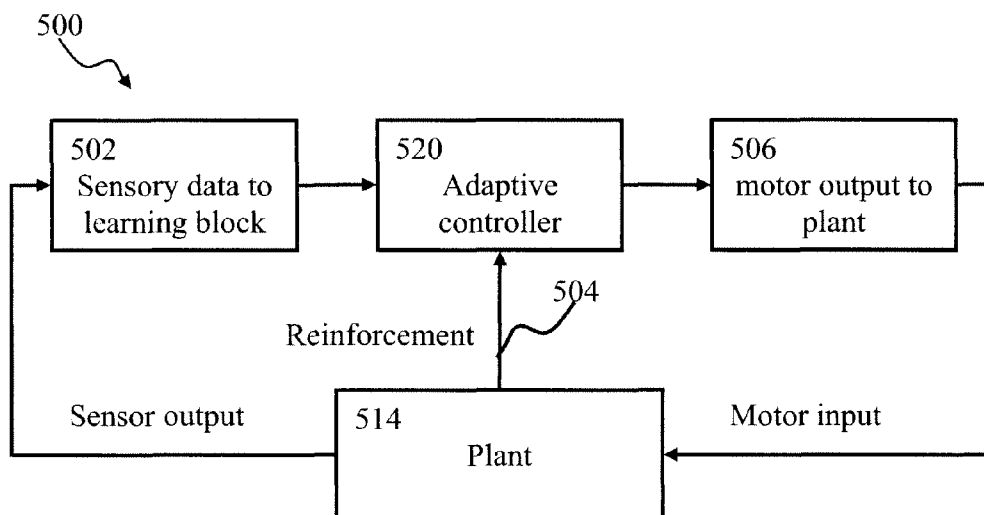 500
502
Sensory data to
learning block
520
Adaptive
controller
506
motor output to
plant
504
Reinforcement
Sensor output
514
Plant
Motor input